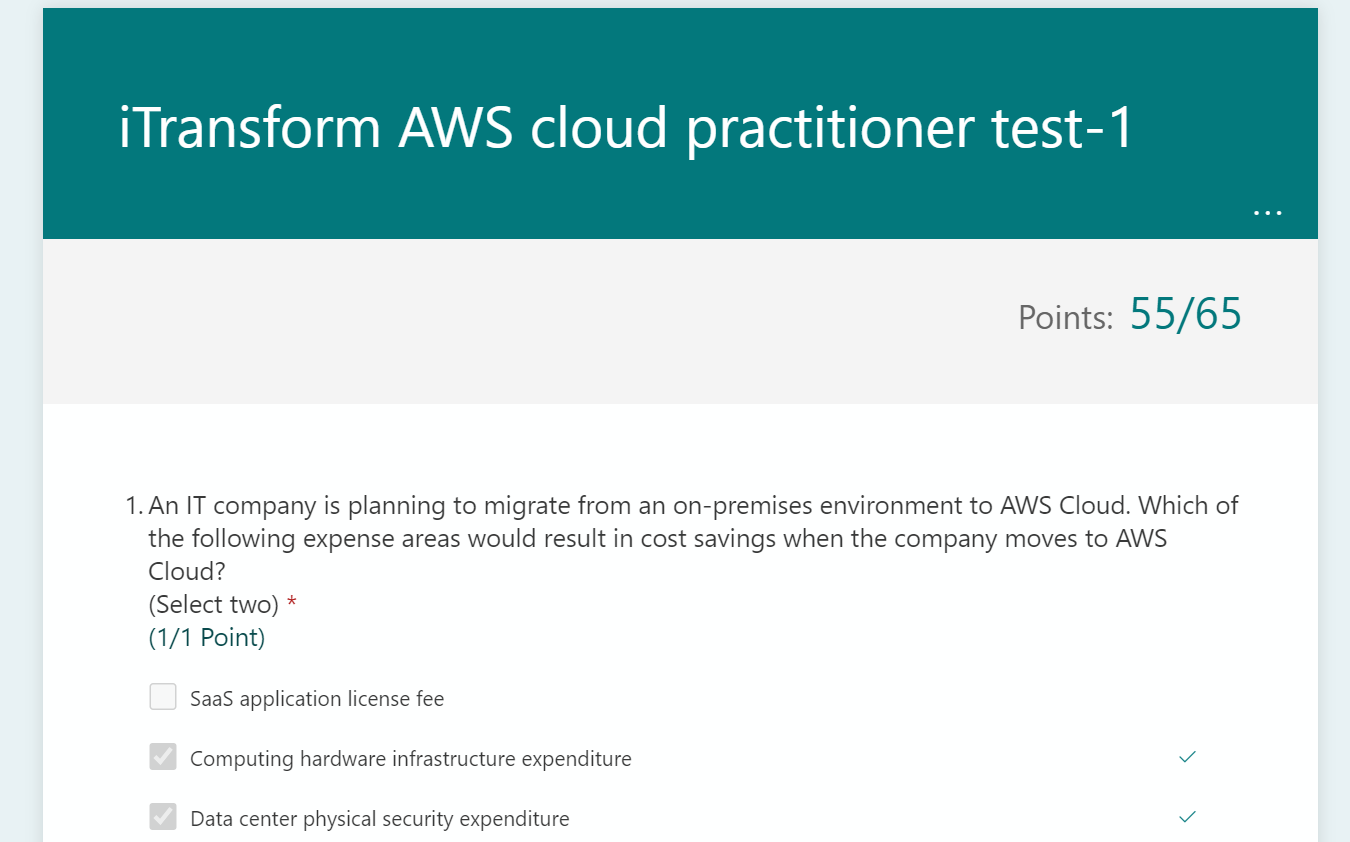 iTransform AWS cloud practitioner test-1
...
Points: 55/65
1. An IT company is planning to migrate from an on-premises environment to AWS Cloud. Which of
the following expense areas would result in cost savings when the company moves to AWS
Cloud?
(Select two) *
(1/1 Point)
SaaS application license fee
Computing hardware infrastructure expenditure
Data center physical security expenditure